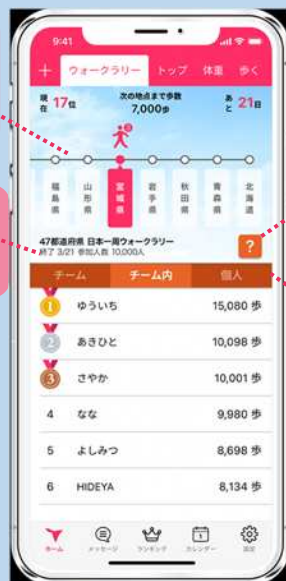 9:41
+ ウォークラリー トップ 体重 歩く
現在 17位 次の地点まで歩数 7,000歩 あと 21日
3
福島県 山形県 宮城県 岩手県 秋田県 青森県 北海道
47都道府県 日本一周ウォークラリー
終了 3/21 参加人数 10,000人
?
チーム チーム内 個人
1 ゆういち 15,080 歩
2 あきひと 10,098 歩
3 さやか 10,001 歩
4 なな 9,980 歩
5 よしみつ 8,698 歩
6 HIDEYA 8,134 歩
ホーム メッセージ ランキング カレンダー 設定